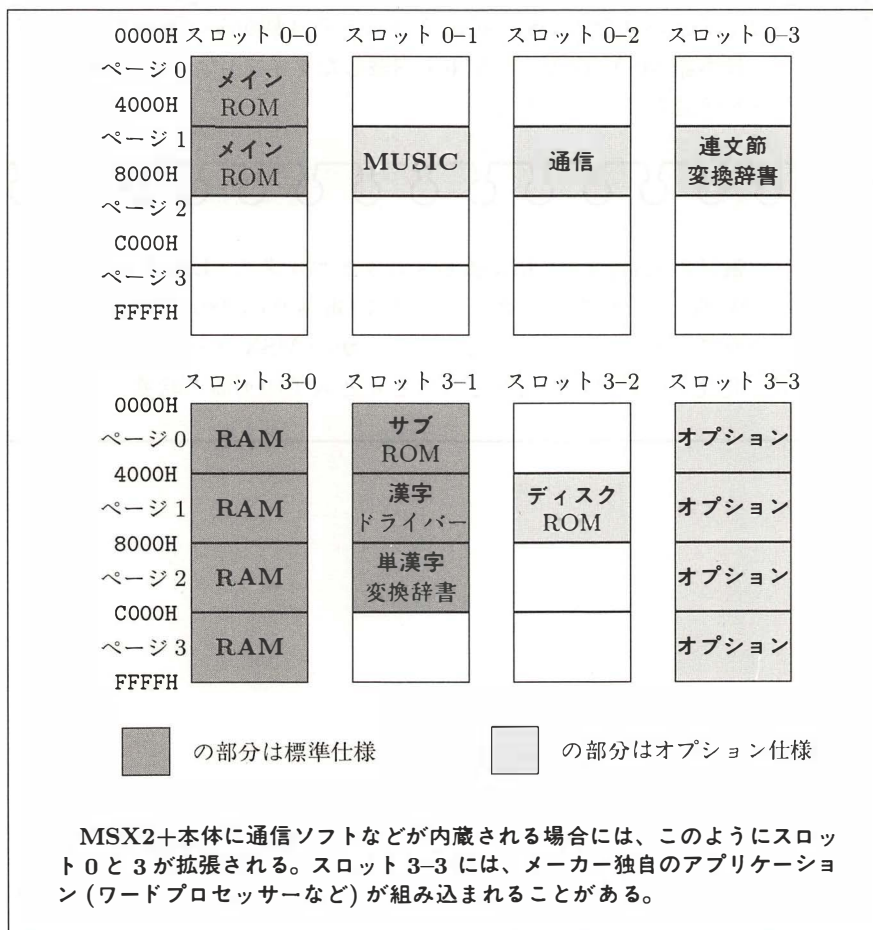 0000H スロット 0–0 スロット 0–1 スロット 0–2 スロット 0–3
ページ 0
メイン
ROM
4000H
ページ 1
メイン
ROM
MUSIC
通信
連文節
変換辞書
8000H
ページ 2
C000H
ページ 3
FFFFH
スロット 3–0 スロット 3–1 スロット 3–2 スロット 3–3
0000H
ページ 0
RAM
サブ
ROM
オプション
4000H
ページ 1
RAM
漢字
ドライバー
ディスク
ROM
オプション
8000H
ページ 2
RAM
単漢字
変換辞書
オプション
C000H
ページ 3
RAM
オプション
FFFFH
の部分は標準仕様
の部分はオプション仕様
MSX2+本体に通信ソフトなどが内蔵される場合には、このようにスロッ
ト 0 と 3 が拡張される。スロット 3–3 には、メーカー独自のアプリケーショ
ン (ワードプロセッサーなど) が組み込まれることがある。